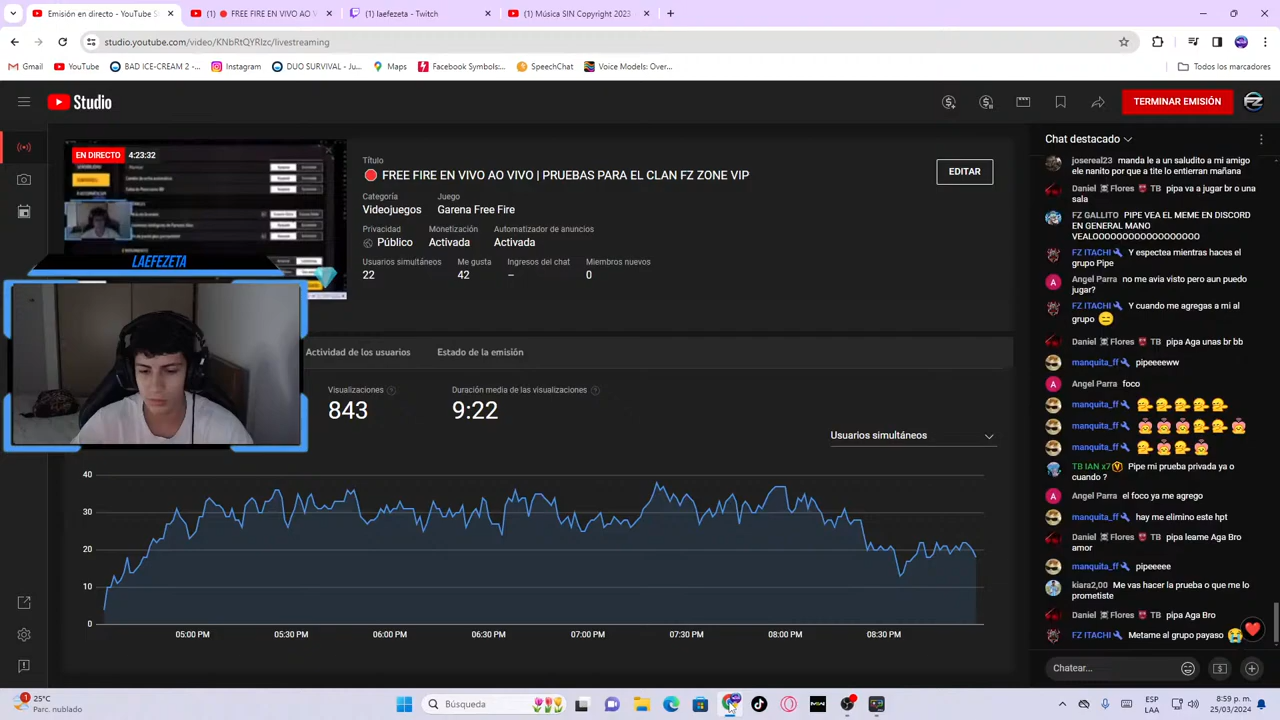 Emisión en directo - YouTube S
(1) 🔴 FREE FIRE EN VIVO AO V
(1) laefezeta - Twitch
(1) Música SIN Copyright 2023
studio.youtube.com/video/KNbRtQYRIzc/livestreaming
Gmail
YouTube
BAD ICE-CREAM 2 -...
Instagram
DUO SURVIVAL - Ju...
Maps
Facebook Symbols:...
SpeechChat
Voice Models: Over...
Todos los marcadores
Studio
TERMINAR EMISIÓN
EN DIRECTO 4:23:32
Título
🔴 FREE FIRE EN VIVO AO VIVO | PRUEBAS PARA EL CLAN FZ ZONE VIP
EDITAR
Categoría Juego
Videojuegos Garena Free Fire
Privacidad Monetización Automatizador de anuncios
Público Activada Activada
Usuarios simultáneos Me gusta Ingresos del chat Miembros nuevos
22 42 – 0
LAEFEZETA
Actividad de los usuarios
Estado de la emisión
Visualizaciones
843
Duración media de las visualizaciones
9:22
Usuarios simultáneos
40
30
20
10
0
05:00 PM 05:30 PM 06:00 PM 06:30 PM 07:00 PM 07:30 PM 08:00 PM 08:30 PM
Chat destacado
josereal23 manda le a un saludito a mi amigo
ele nanito por que a tite lo entierran mañana
Daniel ☠ Flores TB pipa va a jugar br o una
sala
FZ GALLITO PIPE VEA EL MEME EN DISCORD
EN GENERAL MANO
VEALOOOOOOOOOOOOOOOOOO
FZ ITACHI Y espectea mientras haces el
grupo Pipe
Angel Parra no me avia visto pero aun puedo
jugar?
FZ ITACHI Y cuando me agregas a mi al
grupo 😑
Daniel ☠ Flores TB pipa Aga unas br bb
manquita_ff pipeeeeww
Angel Parra foco
manquita_ff
manquita_ff
manquita_ff
TB IAN x7 Pipe mi prueba privada ya o
cuando ?
Angel Parra el foco ya me agrego
manquita_ff hay me elimino este hpt
Daniel ☠ Flores TB pipa leame Aga Bro
amor
manquita_ff pipeeeee
kiara2,00 Me vas hacer la prueba o que me lo
prometiste
Daniel ☠ Flores TB pipa Aga Bro
FZ ITACHI Metame al grupo payaso 😭
Chatear...
25°C
Parc. nublado
Búsqueda
ESP
LAA
8:59 p. m.
25/03/2024